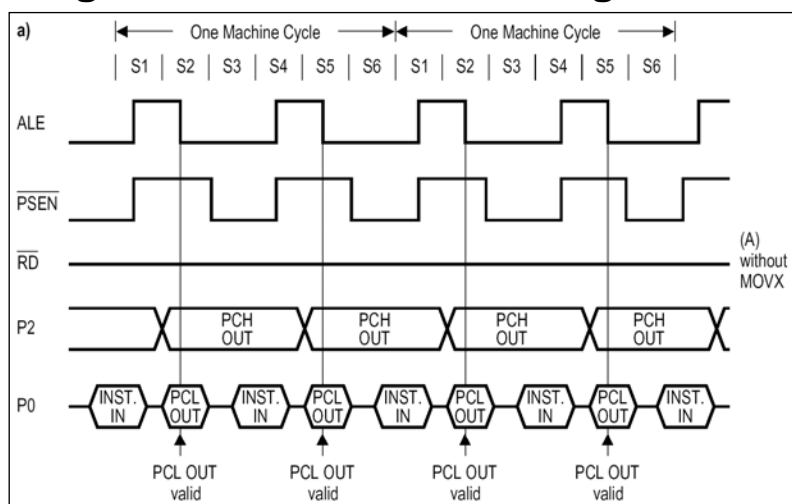 a)
One Machine Cycle One Machine Cycle
S1 S2 S3 S4 S5 S6 S1 S2 S3 S4 S5 S6
ALE
PSEN
RD
(A)
without
MOVX
P2
PCH OUT PCH OUT PCH OUT PCH OUT
P0
INST. IN PCL OUT INST. IN PCL OUT INST. IN PCL OUT INST. IN PCL OUT INST. IN
PCL OUT valid PCL OUT valid PCL OUT valid PCL OUT valid